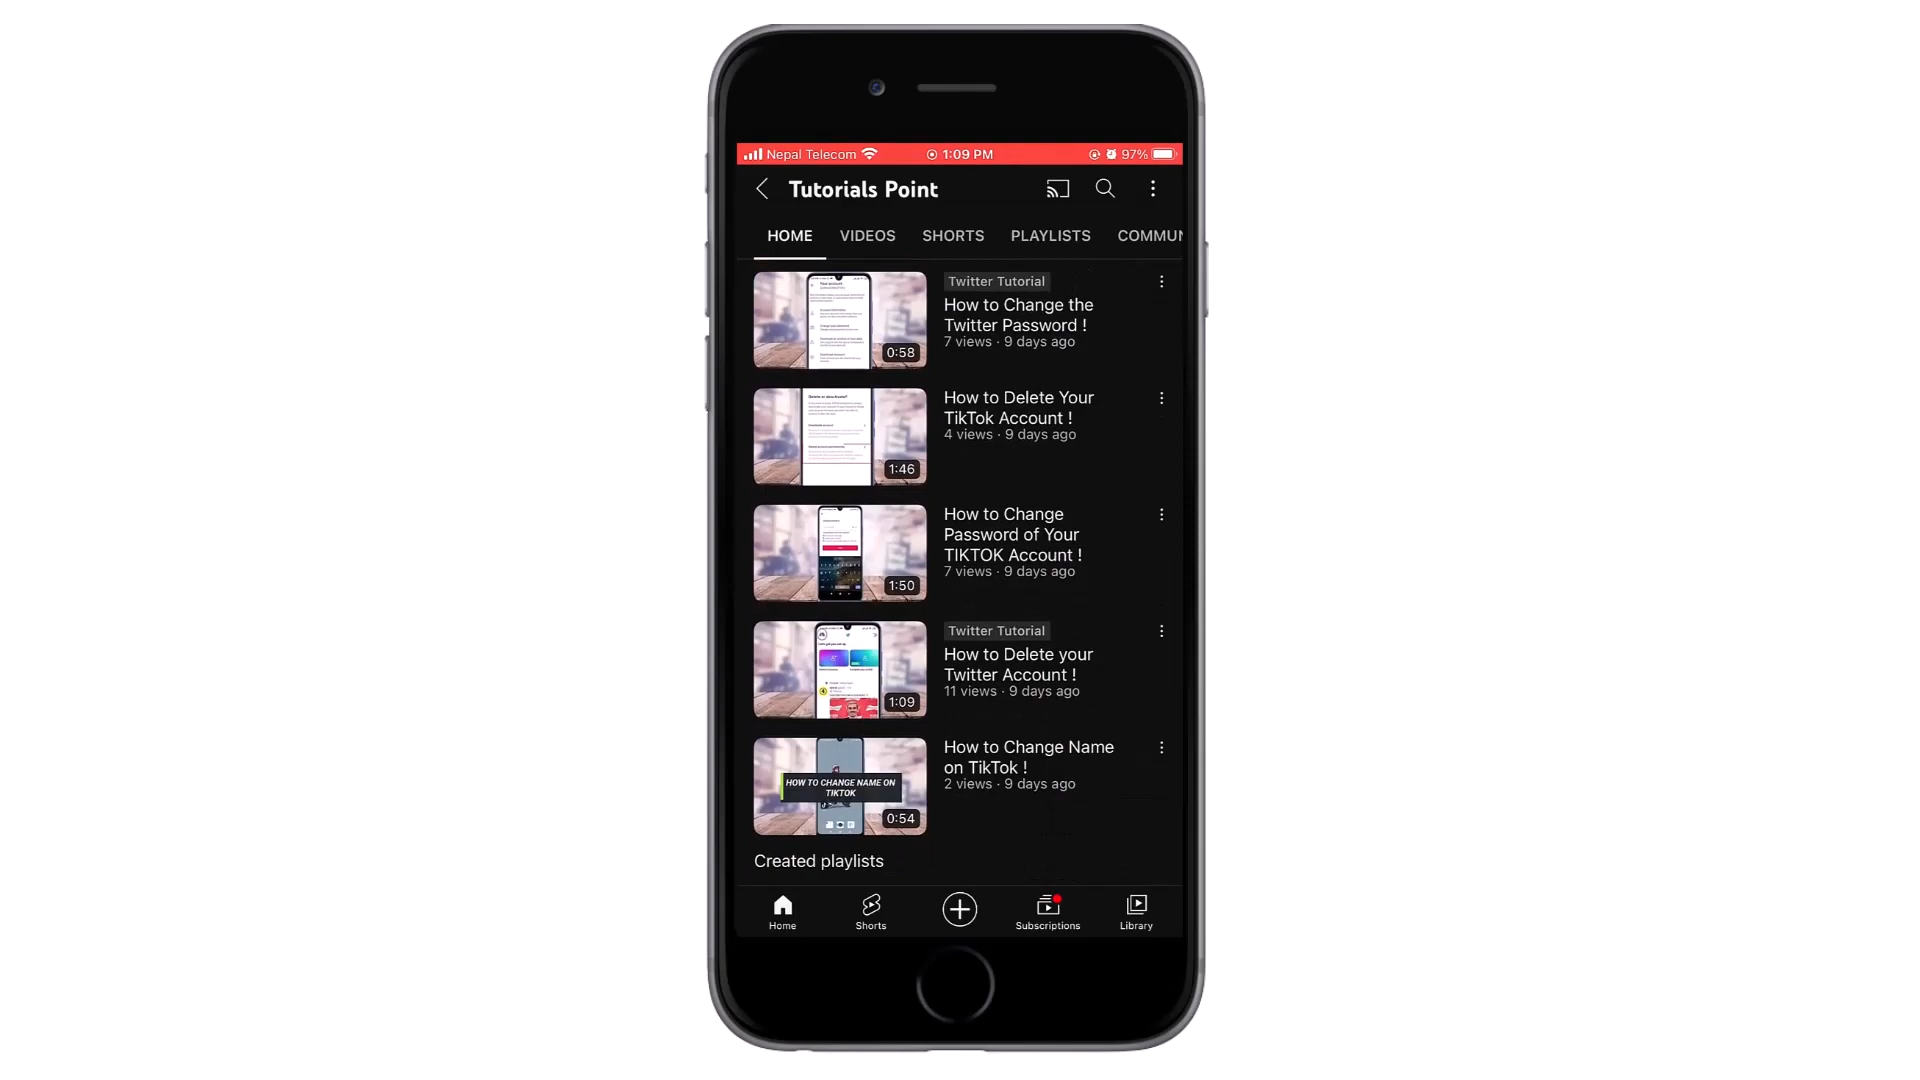 Nepal Telecom 1:09 PM 97%
Tutorials Point
HOME VIDEOS SHORTS PLAYLISTS COMMUN
Twitter Tutorial
How to Change the
Twitter Password !
7 views · 9 days ago
0:58
How to Delete Your
TikTok Account !
4 views · 9 days ago
1:46
How to Change
Password of Your
TIKTOK Account !
7 views · 9 days ago
1:50
Twitter Tutorial
How to Delete your
Twitter Account !
11 views · 9 days ago
1:09
How to Change Name
on TikTok !
2 views · 9 days ago
HOW TO CHANGE NAME ON
TIKTOK
0:54
Created playlists
Home Shorts Subscriptions Library